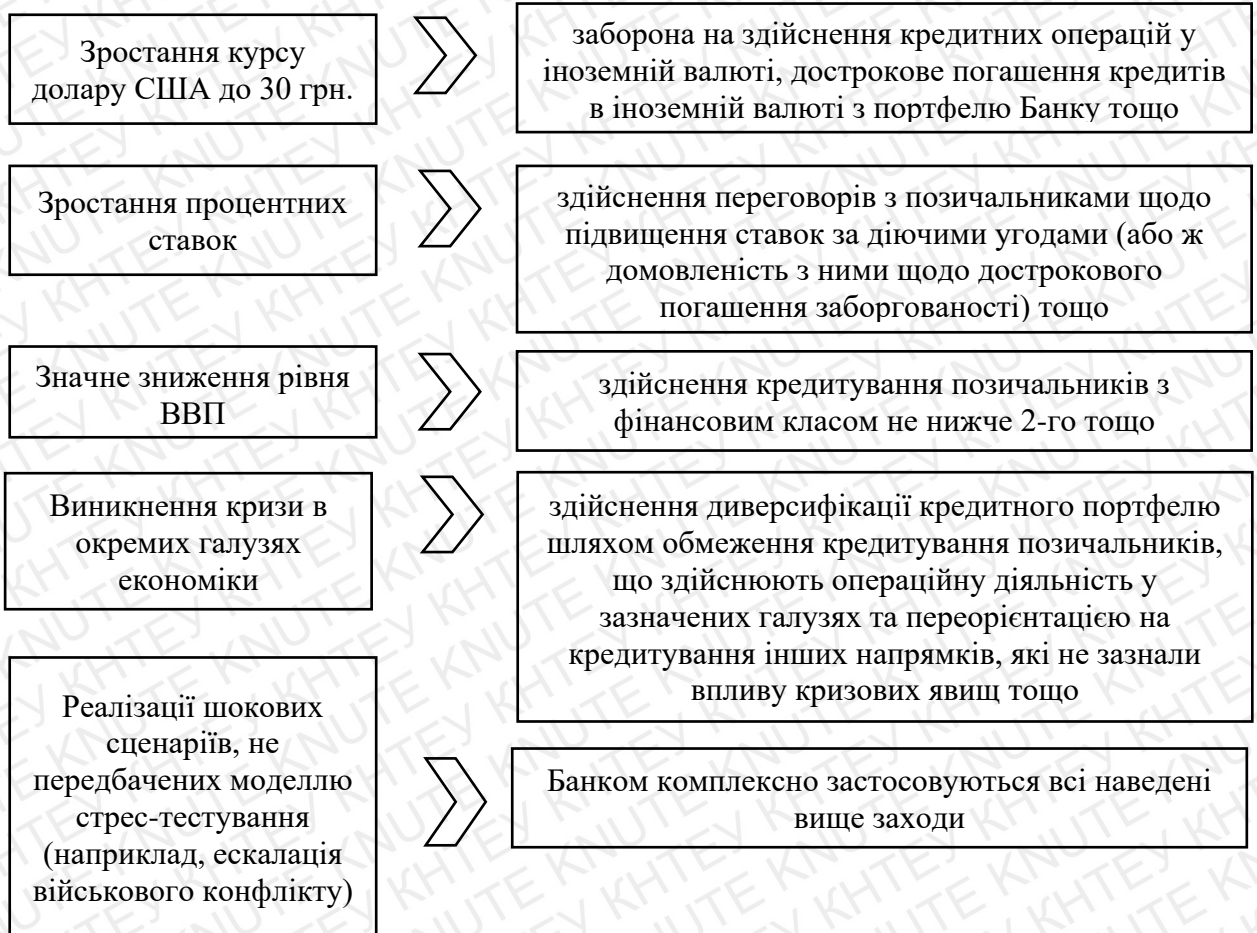 Зростання курсу
долару США до 30 грн.
заборона на здійснення кредитних операцій у
іноземній валюті, дострокове погашення кредитів
в іноземній валюті з портфелю Банку тощо
Зростання процентних
ставок
здійснення переговорів з позичальниками щодо
підвищення ставок за діючими угодами (або ж
домовленість з ними щодо дострокового
погашення заборгованості) тощо
Значне зниження рівня
ВВП
здійснення кредитування позичальників з
фінансовим класом не нижче 2-го тощо
Виникнення кризи в
окремих галузях
економіки
здійснення диверсифікації кредитного портфелю
шляхом обмеження кредитування позичальників,
що здійснюють операційну діяльність у
зазначених галузях та переорієнтацією на
кредитування інших напрямків, які не зазнали
впливу кризових явищ тощо
Реалізації шокових
сценаріїв, не
передбачених моделлю
стрес-тестування
(наприклад, ескалація
військового конфлікту)
Банком комплексно застосовуються всі наведені
вище заходи